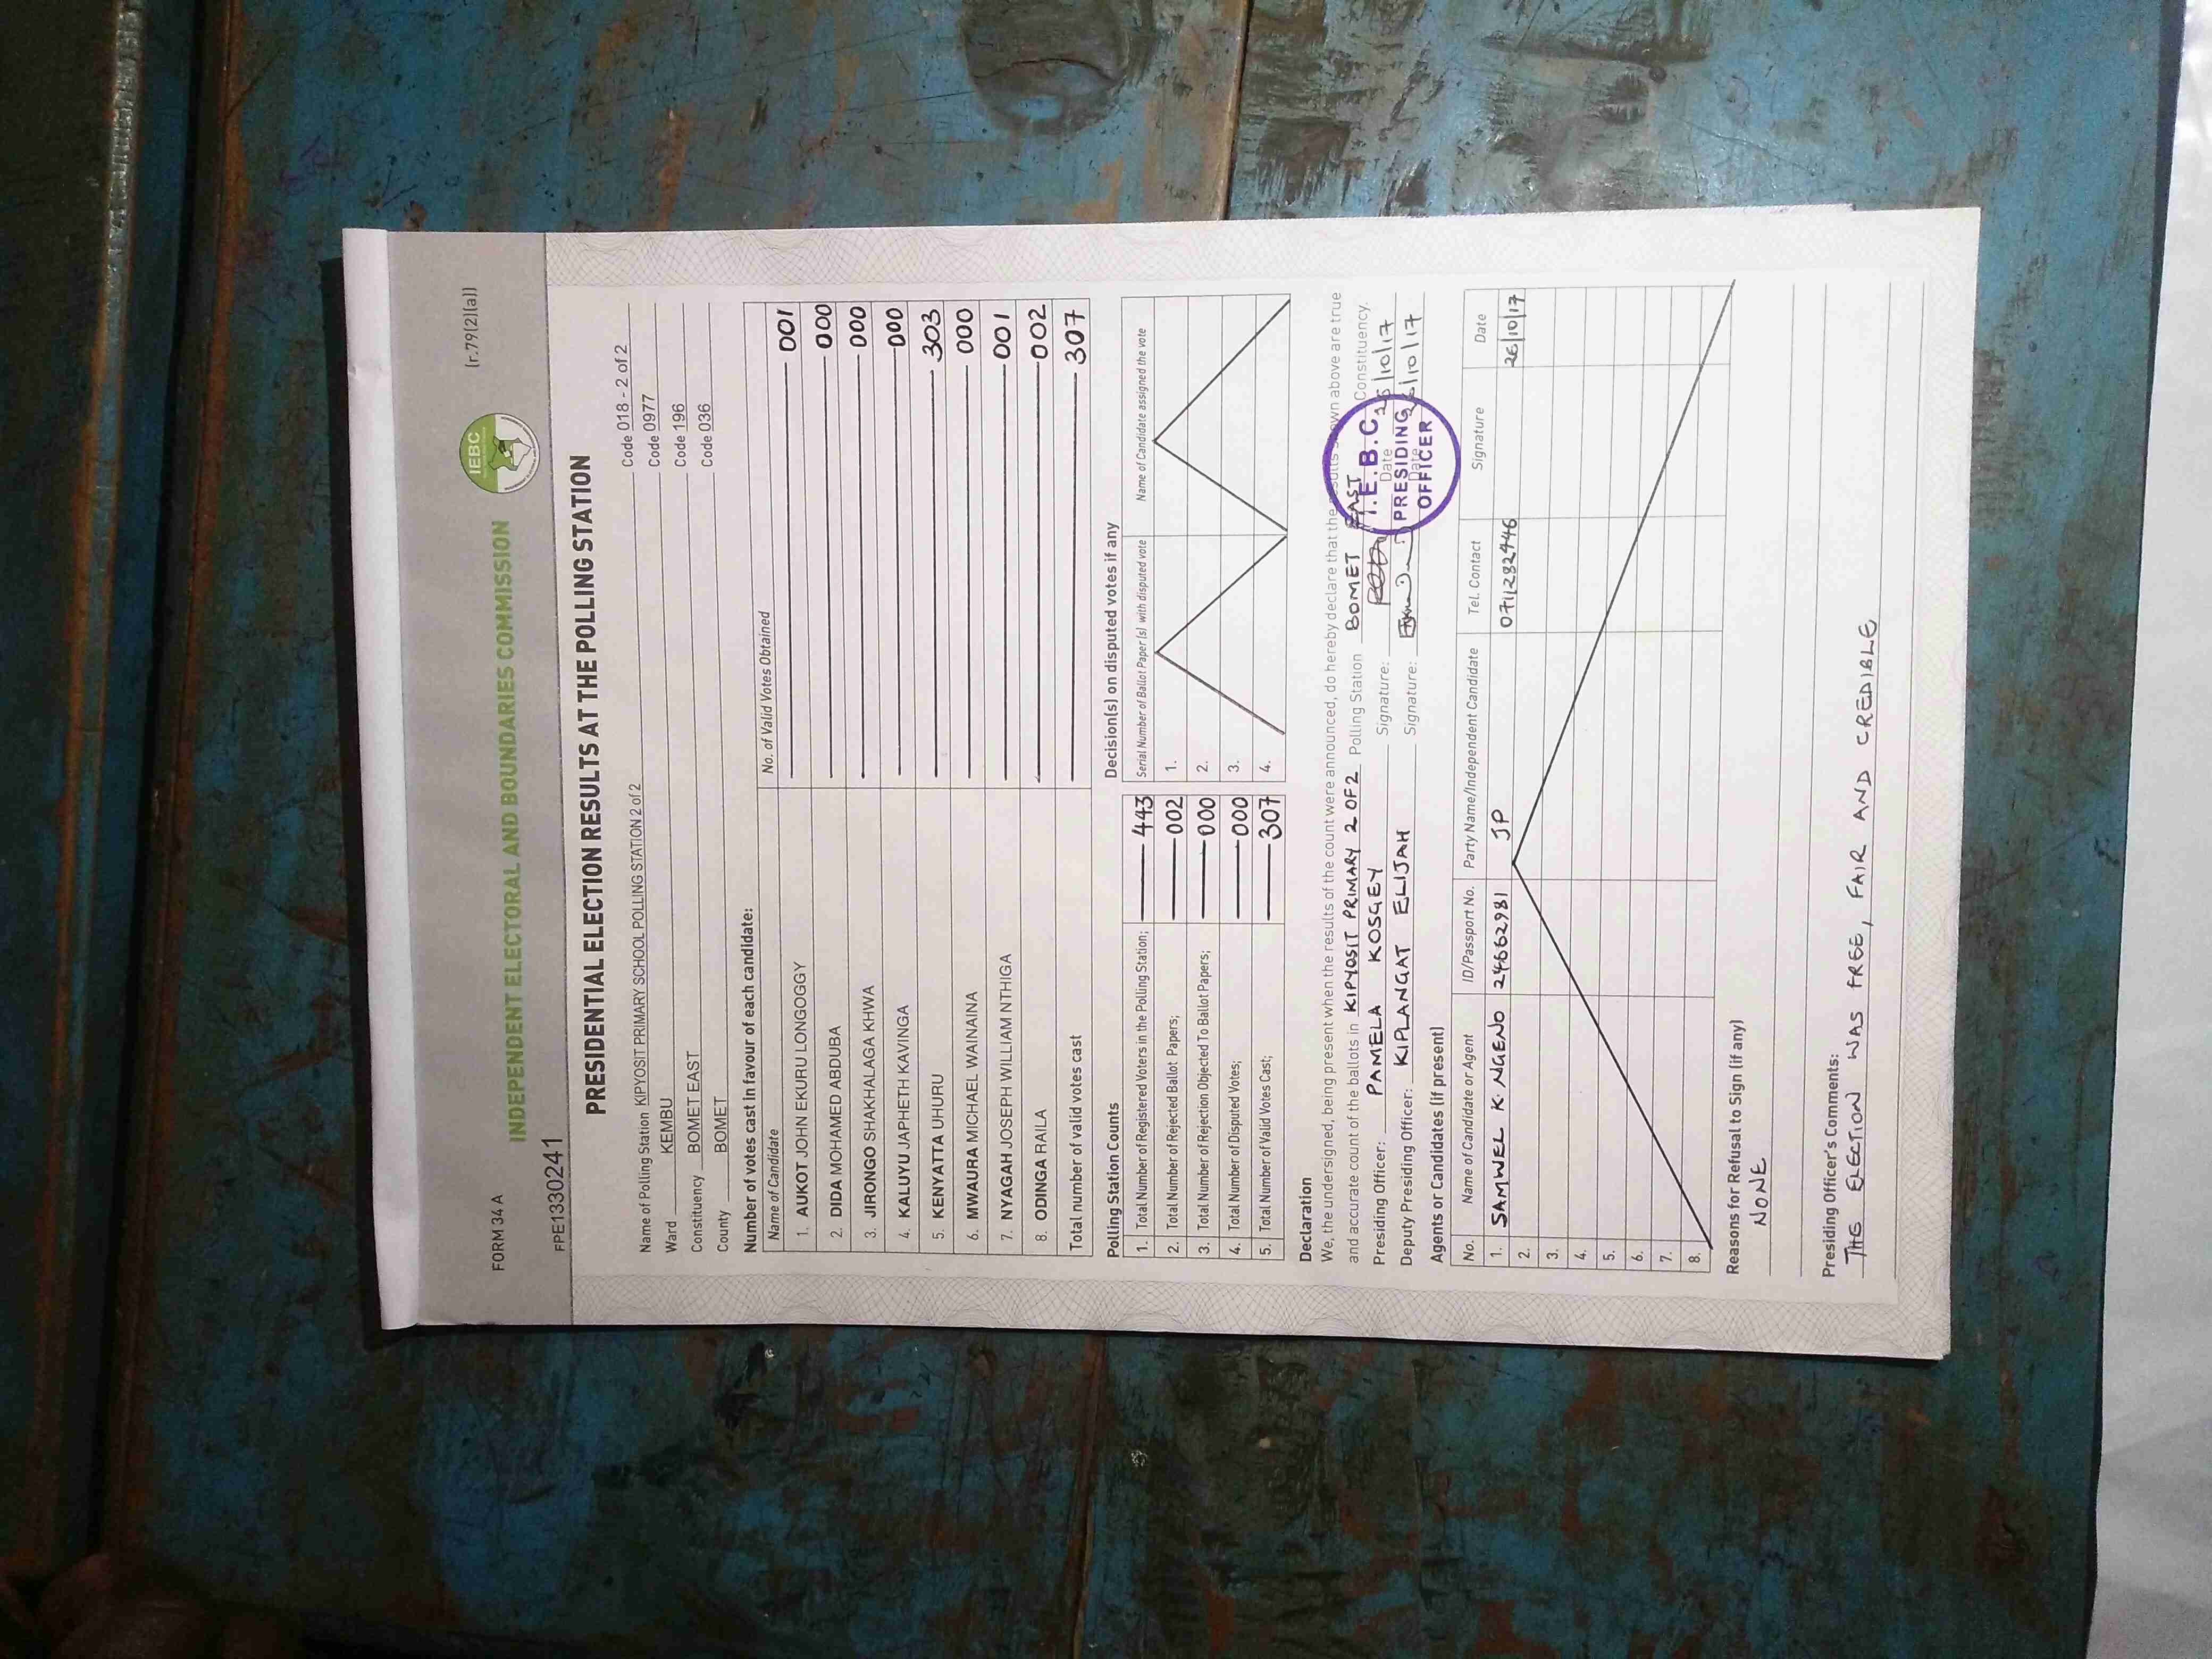 FORM 34 A
(r.79(2)(a))
IEBC
INDEPENDENT ELECTORAL AND BOUNDARIES COMMISSION
FPE1330241
PRESIDENTIAL ELECTION RESULTS AT THE POLLING STATION
Name of Polling Station KIPYOSIT PRIMARY SCHOOL POLLING STATION 2 of 2 Code 018 - 2 of 2
Ward KEMBU Code 0977
Constituency BOMET EAST Code 196
County BOMET Code 036
Number of votes cast in favour of each candidate:
Name of Candidate No. of Valid Votes Obtained
1. AUKOT JOHN EKURU LONGOGGY 001
2. DIDA MOHAMED ABDUBA 000
3. JIRONGO SHAKHALAGA KHWA 000
4. KALUYU JAPHETH KAVINGA 000
5. KENYATTA UHURU 303
6. MWAURA MICHAEL WAINAINA 000
7. NYAGAH JOSEPH WILLIAM NTHIGA 001
8. ODINGA RAILA 002
Total number of valid votes cast 307
Polling Station Counts
1. Total Number of Registered Voters in the Polling Station; 443
2. Total Number of Rejected Ballot Papers; 002
3. Total Number of Rejection Objected To Ballot Papers; 000
4. Total Number of Disputed Votes; 000
5. Total Number of Valid Votes Cast; 307
Decision(s) on disputed votes if any
Serial Number of Ballot Paper (s) with disputed vote Name of Candidate assigned the vote
1.
2.
3.
4.
Declaration
We, the undersigned, being present when the results of the count were announced, do hereby declare that the results shown above are true
and accurate count of the ballots in KIPYOSIT PRIMARY 2 OF 2 Polling Station BOMET EAST Constituency.
Presiding Officer: PAMELA KOSGEY Signature: Date 26/10/17
Deputy Presiding Officer: KIPLANGAT ELIJAH Signature: Date 26/10/17
I.E.B.C.
PRESIDING
OFFICER
Agents or Candidates (if present)
No. Name of Candidate or Agent ID/Passport No. Party Name/Independent Candidate Tel. Contact Signature Date
1. SAMWEL K. NGENO 24662981 JP 0711282446 26/10/17
2.
3.
4.
5.
6.
7.
8.
Reasons for Refusal to Sign (if any)
NONE
Presiding Officer's Comments:
THE ELECTION WAS FREE, FAIR AND CREDIBLE